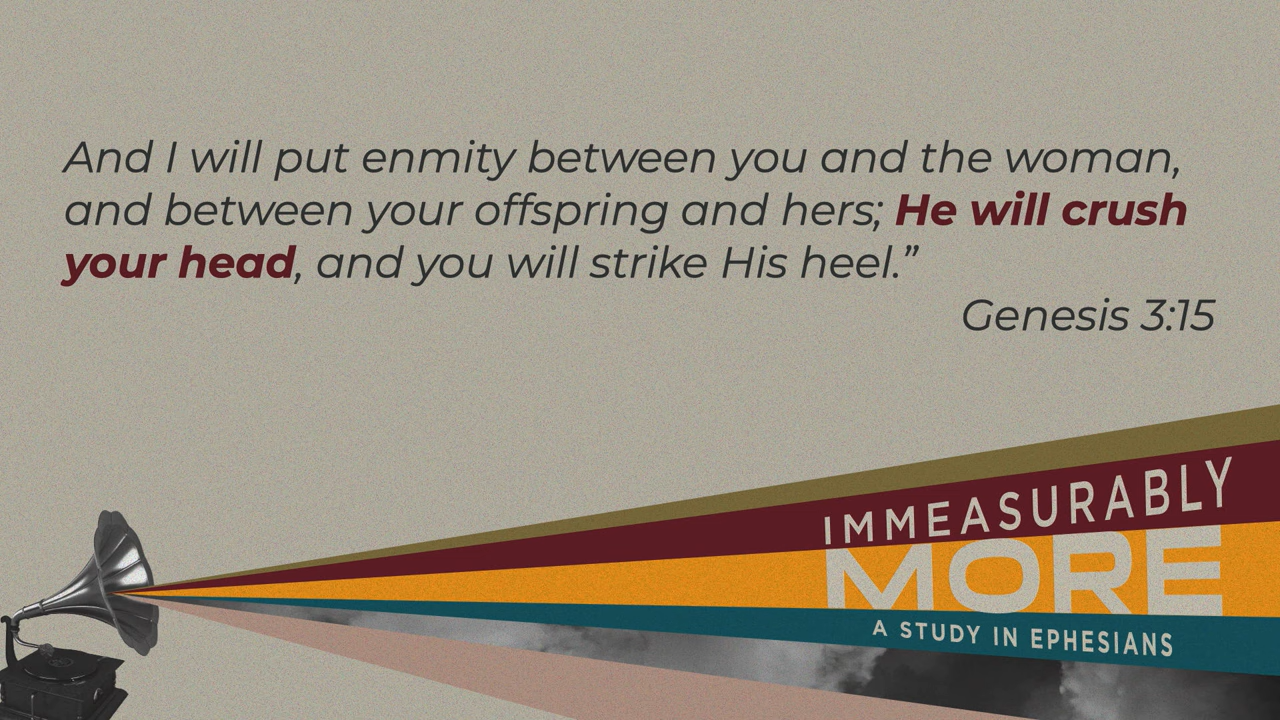 And I will put enmity between you and the woman,
and between your offspring and hers; He will crush
your head, and you will strike His heel.”
Genesis 3:15
IMMEASURABLY
MORE
A STUDY IN EPHESIANS